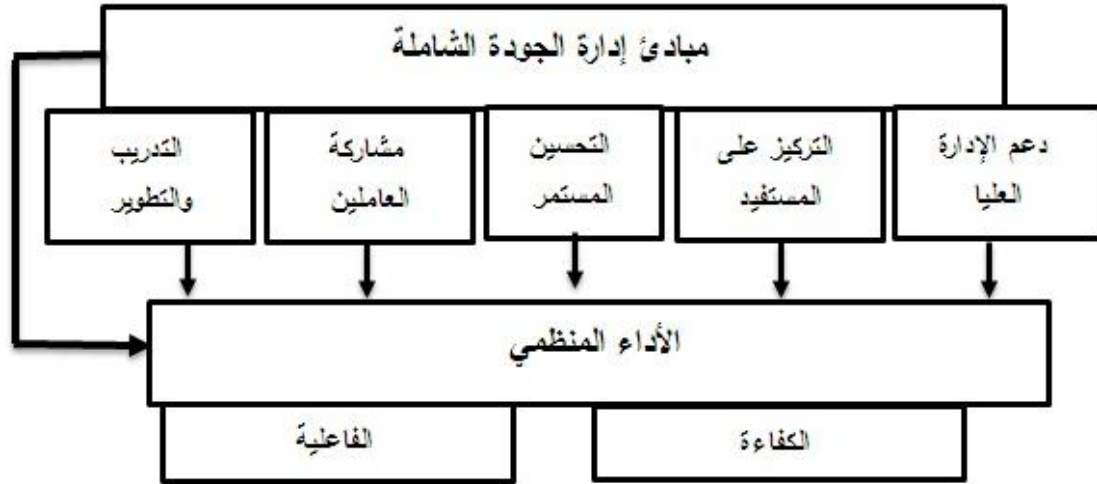 مبادئ إدارة الجودة الشاملة
دعم الإدارة
العليا
التركيز على
المستفيد
التحسين
المستمر
مشاركة
العاملين
التدريب
والتطوير
الأداء المنظمي
الكفاءة
الفاعلية